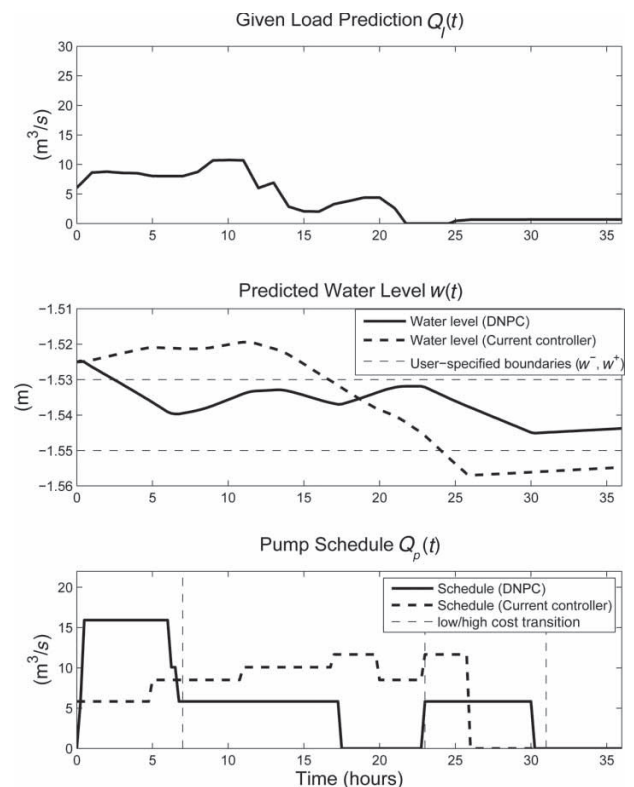 Given Load Prediction Q_l(t)
30
25
20
15
10
5
0
(m³/s)
0 5 10 15 20 25 30 35
Predicted Water Level w(t)
−1.51
−1.52
−1.53
−1.54
−1.55
−1.56
(m)
Water level (DNPC)
Water level (Current controller)
User−specified boundaries (w⁻, w⁺)
0 5 10 15 20 25 30 35
Pump Schedule Q_p(t)
20
15
10
5
0
(m³/s)
Schedule (DNPC)
Schedule (Current controller)
low/high cost transition
0 5 10 15 20 25 30 35
Time (hours)